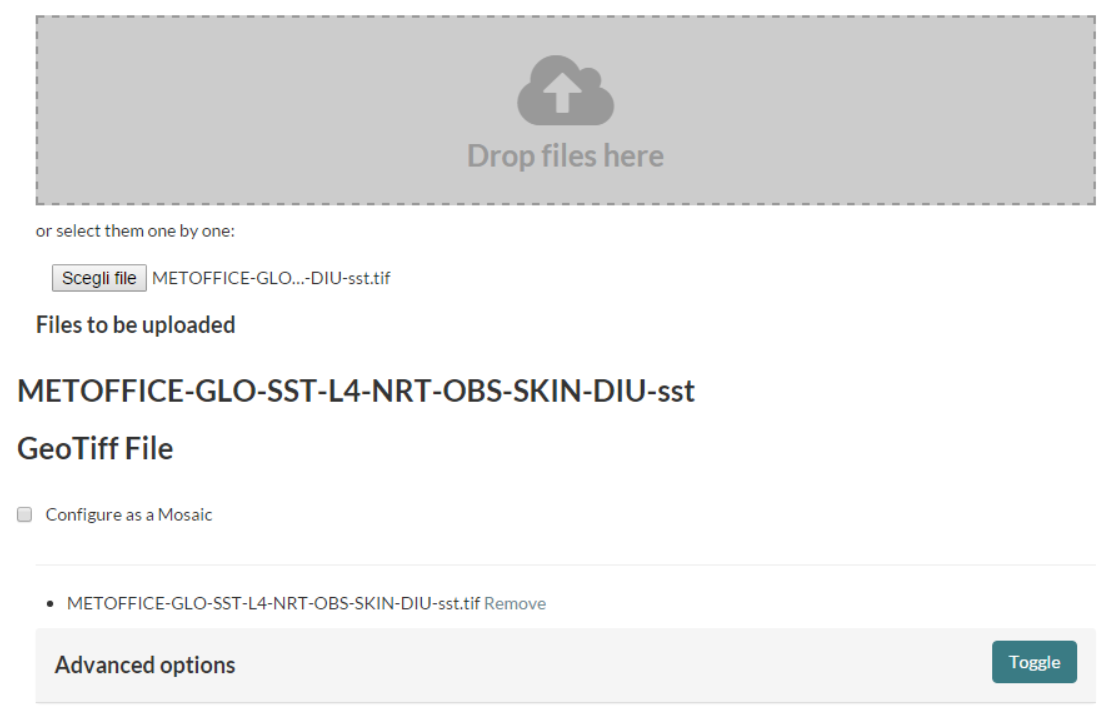 Drop files here
or select them one by one:
Scegli file METOFFICE-GLO...-DIU-sst.tif
Files to be uploaded
METOFFICE-GLO-SST-L4-NRT-OBS-SKIN-DIU-sst
GeoTiff File
Configure as a Mosaic
METOFFICE-GLO-SST-L4-NRT-OBS-SKIN-DIU-sst.tif Remove
Advanced options Toggle